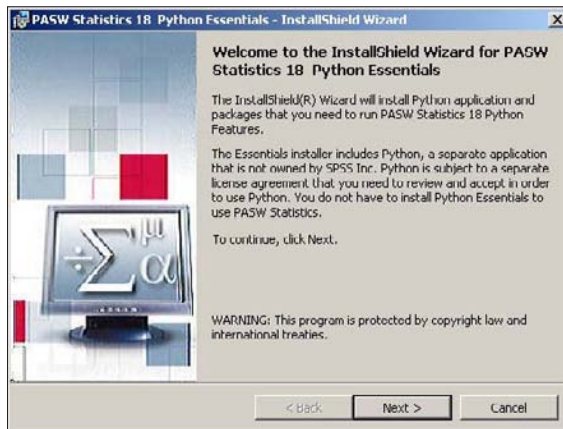 PASW Statistics 18 Python Essentials - InstallShield Wizard
Welcome to the InstallShield Wizard for PASW
Statistics 18 Python Essentials
The InstallShield(R) Wizard will install Python application and
packages that you need to run PASW Statistics 18 Python
Features.
The Essentials installer includes Python, a separate application
that is not owned by SPSS Inc. Python is subject to a separate
license agreement that you need to review and accept in order
to use Python. You do not have to install Python Essentials to
use PASW Statistics.
To continue, click Next.
÷Σμα
WARNING: This program is protected by copyright law and
international treaties.
< Back
Next >
Cancel